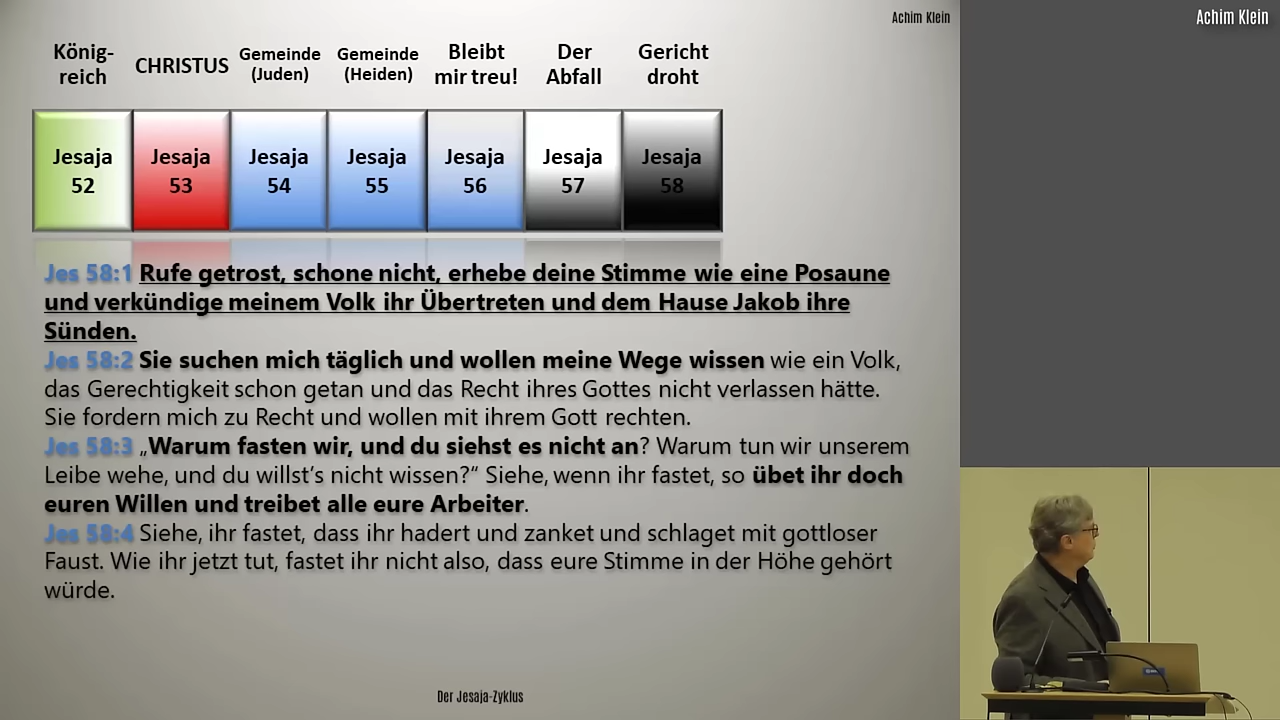 Achim Klein
Achim Klein
König-
reich
CHRISTUS
Gemeinde
(Juden)
Gemeinde
(Heiden)
Bleibt
mir treu!
Der
Abfall
Gericht
droht
Jesaja
52
Jesaja
53
Jesaja
54
Jesaja
55
Jesaja
56
Jesaja
57
Jesaja
58
Jes 58:1 Rufe getrost, schone nicht, erhebe deine Stimme wie eine Posaune
und verkündige meinem Volk ihr Übertreten und dem Hause Jakob ihre
Sünden.
Jes 58:2 Sie suchen mich täglich und wollen meine Wege wissen wie ein Volk,
das Gerechtigkeit schon getan und das Recht ihres Gottes nicht verlassen hätte.
Sie fordern mich zu Recht und wollen mit ihrem Gott rechten.
Jes 58:3 „Warum fasten wir, und du siehst es nicht an? Warum tun wir unserem
Leibe wehe, und du willst’s nicht wissen?“ Siehe, wenn ihr fastet, so übet ihr doch
euren Willen und treibet alle eure Arbeiter.
Jes 58:4 Siehe, ihr fastet, dass ihr hadert und zanket und schlaget mit gottloser
Faust. Wie ihr jetzt tut, fastet ihr nicht also, dass eure Stimme in der Höhe gehört
würde.
Der Jesaja-Zyklus